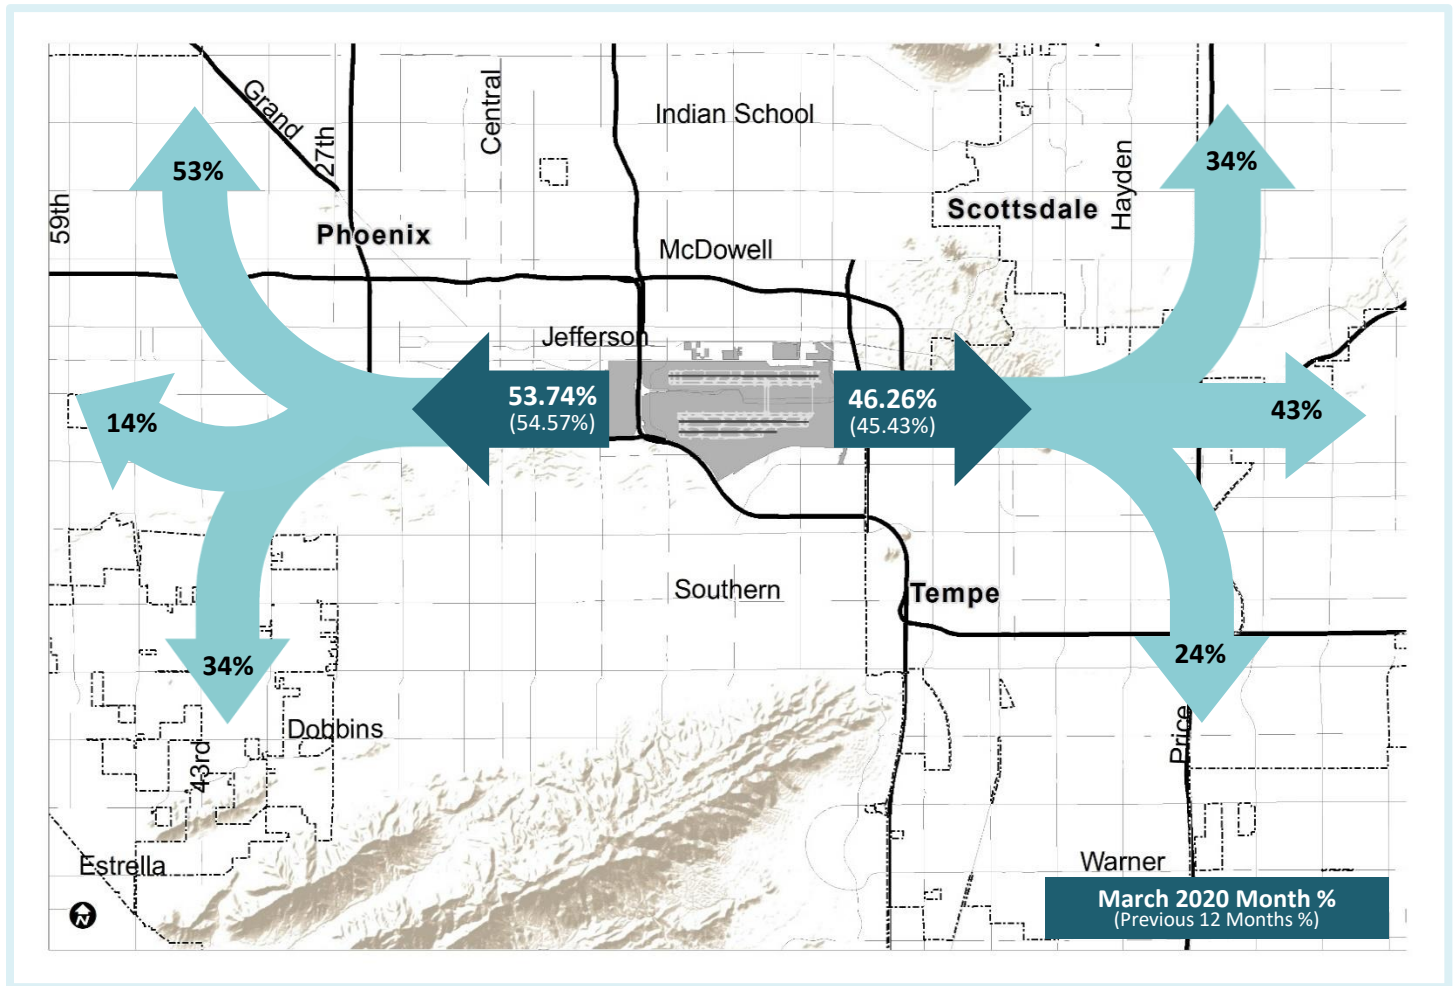 Grand
27th
Central
Indian School
Hayden
53%
34%
59th
Scottsdale
Phoenix
McDowell
Jefferson
53.74%
(54.57%)
46.26%
(45.43%)
14%
43%
Southern
Tempe
34%
24%
Dobbins
43rd
Price
Estrella
Warner
N
March 2020 Month %
(Previous 12 Months %)